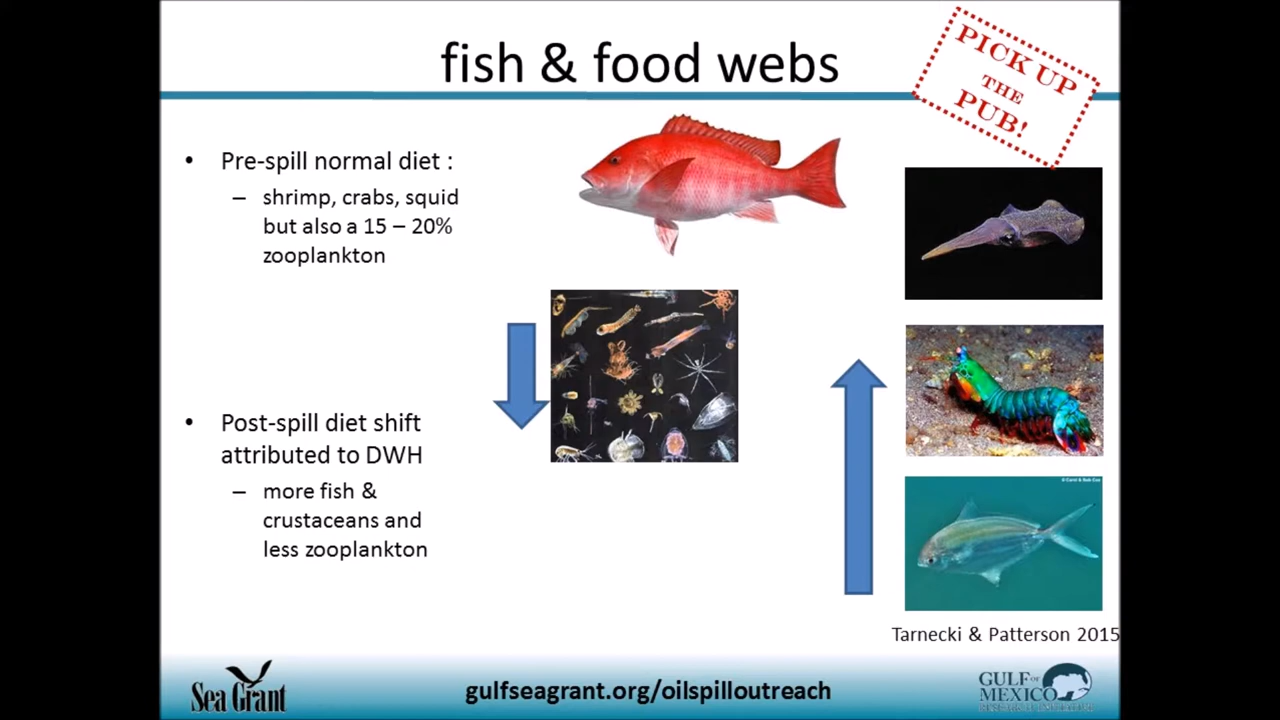 fish & food webs
PICK UP
THE
PUB!
• Pre-spill normal diet :
– shrimp, crabs, squid
but also a 15 – 20%
zooplankton
• Post-spill diet shift
attributed to DWH
– more fish &
crustaceans and
less zooplankton
Tarnecki & Patterson 2015
Sea Grant
gulfseagrant.org/oilspilloutreach
GULF OF
MEXICO
RESEARCH INITIATIVE